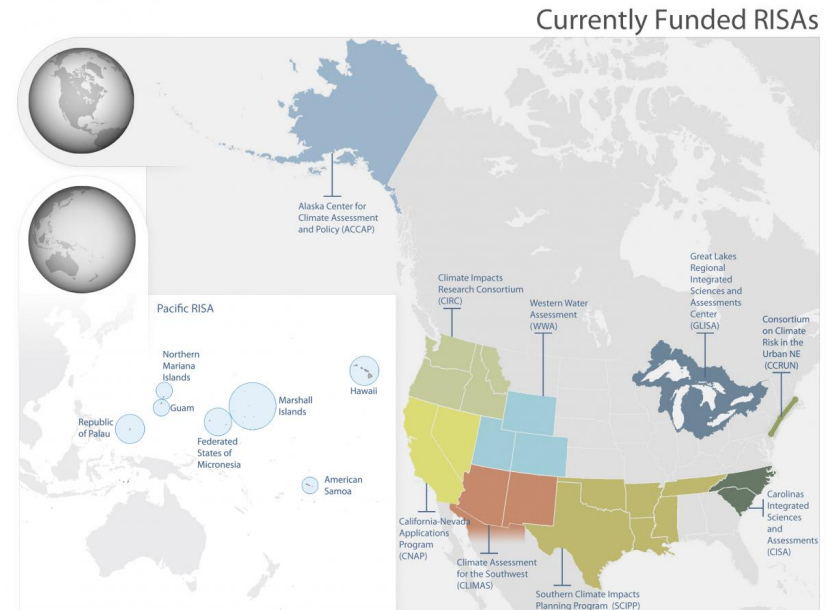 Currently Funded RISAs
Alaska Center for
Climate Assessment
and Policy (ACCAP)
Climate Impacts
Research Consortium
(CIRC)
Western Water
Assessment
(WWA)
Great Lakes
Regional
Integrated
Sciences and
Assessments
Center
(GLISA)
Consortium
on Climate
Risk in the
Urban NE
(CCRUN)
Pacific RISA
Northern
Mariana
Islands
Guam
Republic
of Palau
Federated
States of
Micronesia
Marshall
Islands
Hawaii
American
Samoa
California-Nevada
Applications
Program
(CNAP)
Climate Assessment
for the Southwest
(CLIMAS)
Southern Climate Impacts
Planning Program (SCIPP)
Carolinas
Integrated
Sciences
and
Assessments
(CISA)